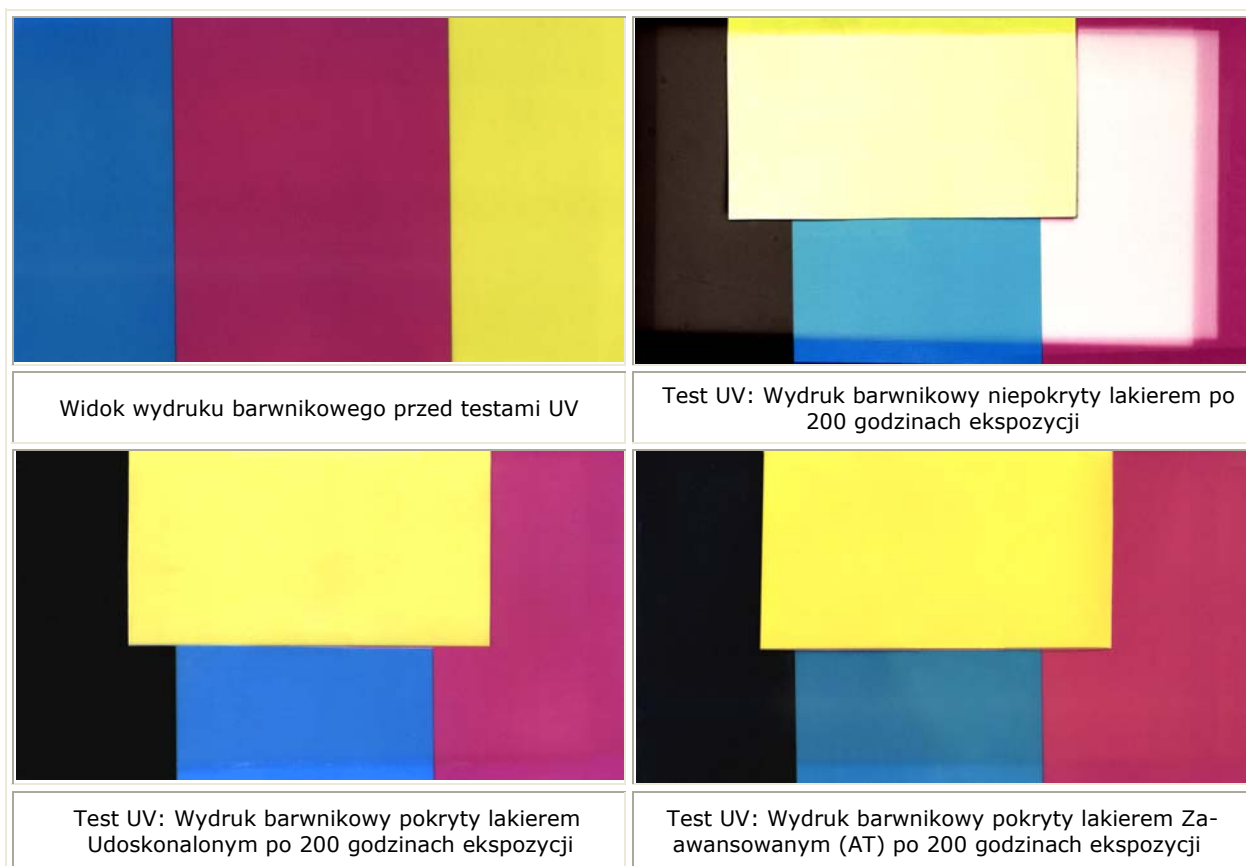 Widok wydruku barwnikowego przed testami UV
Test UV: Wydruk barwnikowy niepokryty lakierem po
200 godzinach ekspozycji
Test UV: Wydruk barwnikowy pokryty lakierem
Udoskonalonym po 200 godzinach ekspozycji
Test UV: Wydruk barwnikowy pokryty lakierem Za-
awansowanym (AT) po 200 godzinach ekspozycji